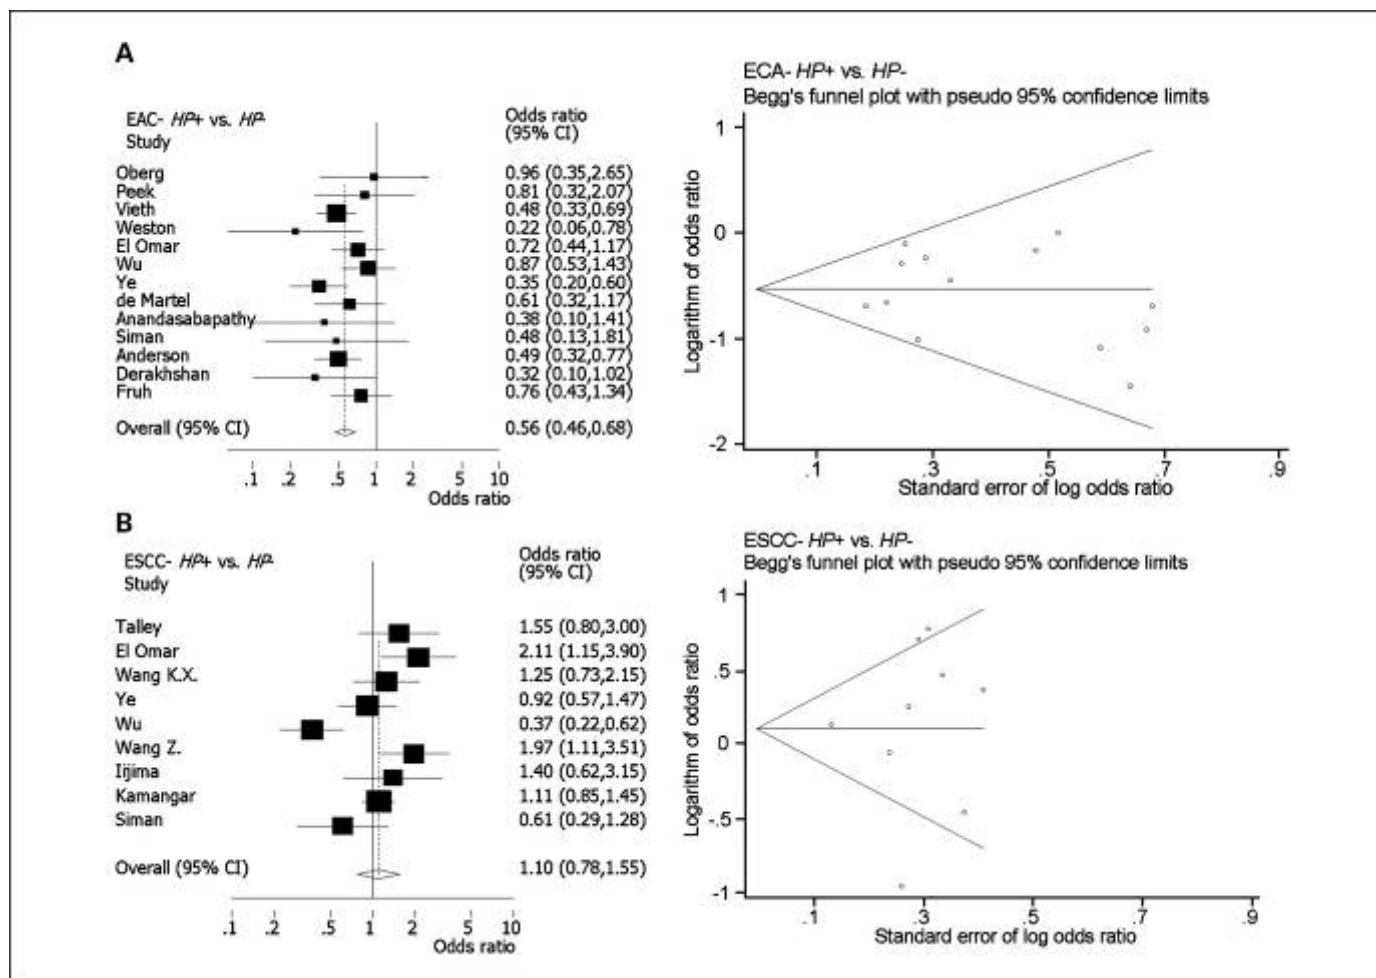 A
EAC- HP+ vs. HP-
Study
Odds ratio
(95% CI)
Oberg 0.96 (0.35,2.65)
Peek 0.81 (0.32,2.07)
Vieth 0.48 (0.33,0.69)
Weston 0.22 (0.06,0.78)
El Omar 0.72 (0.44,1.17)
Wu 0.87 (0.53,1.43)
Ye 0.35 (0.20,0.60)
de Martel 0.61 (0.32,1.17)
Anandasabapathy 0.38 (0.10,1.41)
Siman 0.48 (0.13,1.81)
Anderson 0.49 (0.32,0.77)
Derakhshan 0.32 (0.10,1.02)
Fruh 0.76 (0.43,1.34)
Overall (95% CI) 0.56 (0.46,0.68)
.1 .2 .5 1 2 5 10
Odds ratio
ECA- HP+ vs. HP-
Begg's funnel plot with pseudo 95% confidence limits
Logarithm of odds ratio
1
0
-1
-2
.1 .3 .5 .7 .9
Standard error of log odds ratio
B
ESCC- HP+ vs. HP-
Study
Odds ratio
(95% CI)
Talley 1.55 (0.80,3.00)
El Omar 2.11 (1.15,3.90)
Wang K.X. 1.25 (0.73,2.15)
Ye 0.92 (0.57,1.47)
Wu 0.37 (0.22,0.62)
Wang Z. 1.97 (1.11,3.51)
Iijima 1.40 (0.62,3.15)
Kamangar 1.11 (0.85,1.45)
Siman 0.61 (0.29,1.28)
Overall (95% CI) 1.10 (0.78,1.55)
.1 .2 .5 1 2 5 10
Odds ratio
ESCC- HP+ vs. HP-
Begg's funnel plot with pseudo 95% confidence limits
Logarithm of odds ratio
1
.5
0
-.5
-1
.1 .3 .5 .7 .9
Standard error of log odds ratio